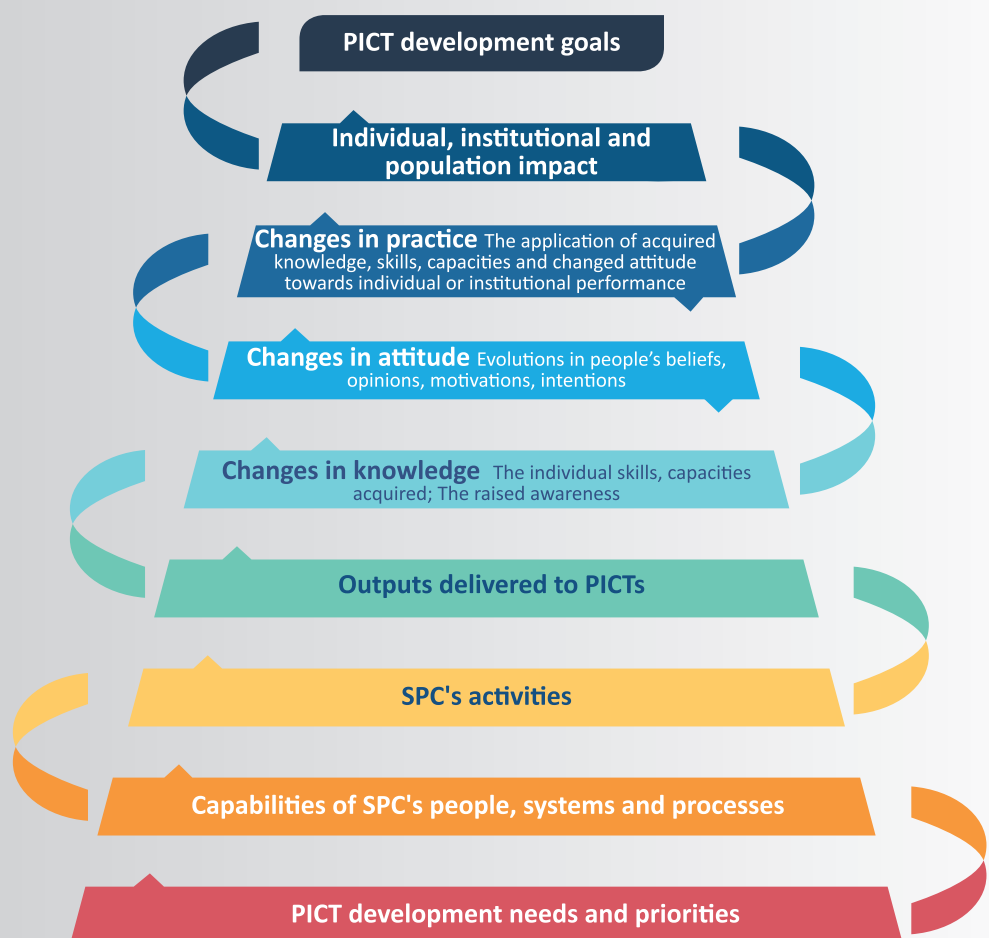 PICT development goals
Individual, institutional and
population impact
Changes in practice The application of acquired
knowledge, skills, capacities and changed attitude
towards individual or institutional performance
Changes in attitude Evolutions in people’s beliefs,
opinions, motivations, intentions
Changes in knowledge The individual skills, capacities
acquired; The raised awareness
Outputs delivered to PICTs
SPC's activities
Capabilities of SPC's people, systems and processes
PICT development needs and priorities